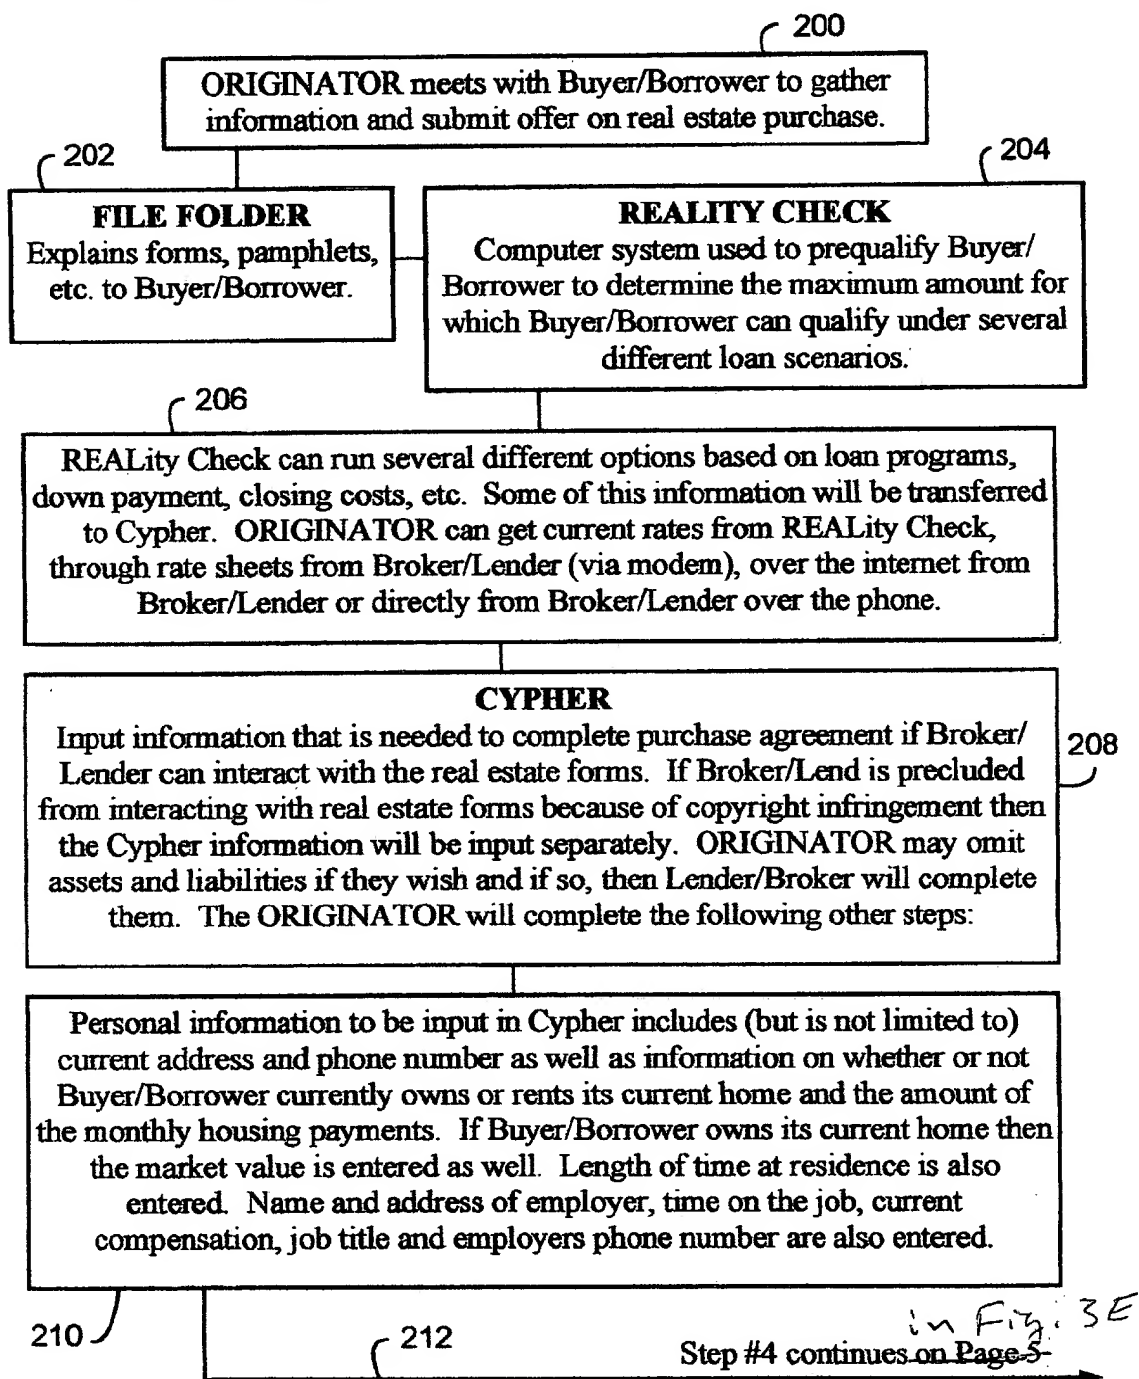 200
ORIGINATOR meets with Buyer/Borrower to gather
information and submit offer on real estate purchase.
202
204
FILE FOLDER
Explains forms, pamphlets,
etc. to Buyer/Borrower.
REALITY CHECK
Computer system used to prequalify Buyer/
Borrower to determine the maximum amount for
which Buyer/Borrower can qualify under several
different loan scenarios.
206
REALity Check can run several different options based on loan programs,
down payment, closing costs, etc. Some of this information will be transferred
to Cypher. ORIGINATOR can get current rates from REALity Check,
through rate sheets from Broker/Lender (via modem), over the internet from
Broker/Lender or directly from Broker/Lender over the phone.
CYPHER
Input information that is needed to complete purchase agreement if Broker/
Lender can interact with the real estate forms. If Broker/Lend is precluded
from interacting with real estate forms because of copyright infringement then
the Cypher information will be input separately. ORIGINATOR may omit
assets and liabilities if they wish and if so, then Lender/Broker will complete
them. The ORIGINATOR will complete the following other steps:
208
Personal information to be input in Cypher includes (but is not limited to)
current address and phone number as well as information on whether or not
Buyer/Borrower currently owns or rents its current home and the amount of
the monthly housing payments. If Buyer/Borrower owns its current home then
the market value is entered as well. Length of time at residence is also
entered. Name and address of employer, time on the job, current
compensation, job title and employers phone number are also entered.
210
212
in Fig. 3E
Step #4 continues on Page 5